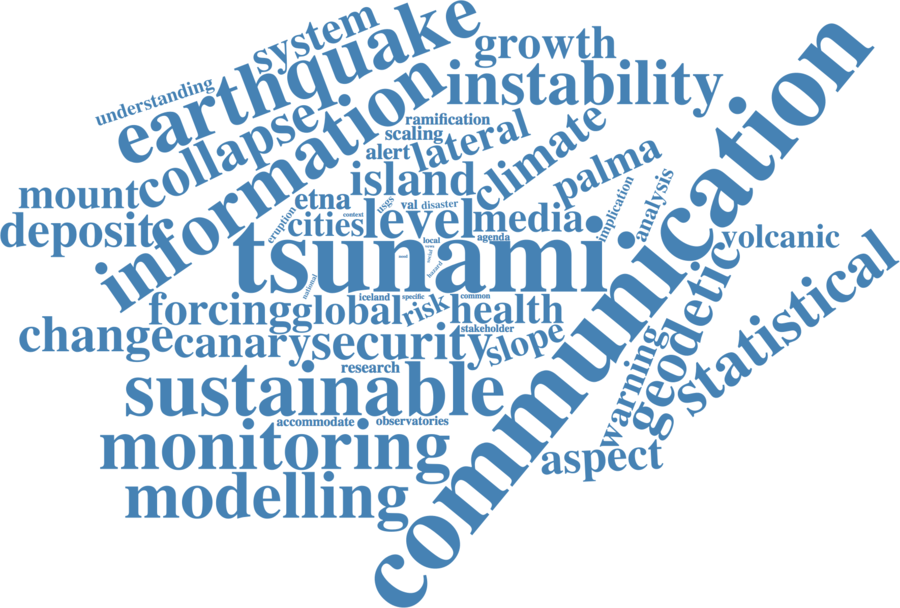 system
growth
understanding
earthquake
instability
communication
collapse
information
ramification
scaling
alert
lateral
climate
palma
mount
etna
island
implication
analysis
deposit
eruption
cities
context
usgs
val
disaster
level
media
agenda
volcanic
tsunami
local
news
social
hazard
national
forcing
global
iceland
specific
risk
common
health
geodetic
statistical
change
canary
security
stakeholder
slope
research
warning
sustainable
accommodate
observatories
monitoring
aspect
modelling